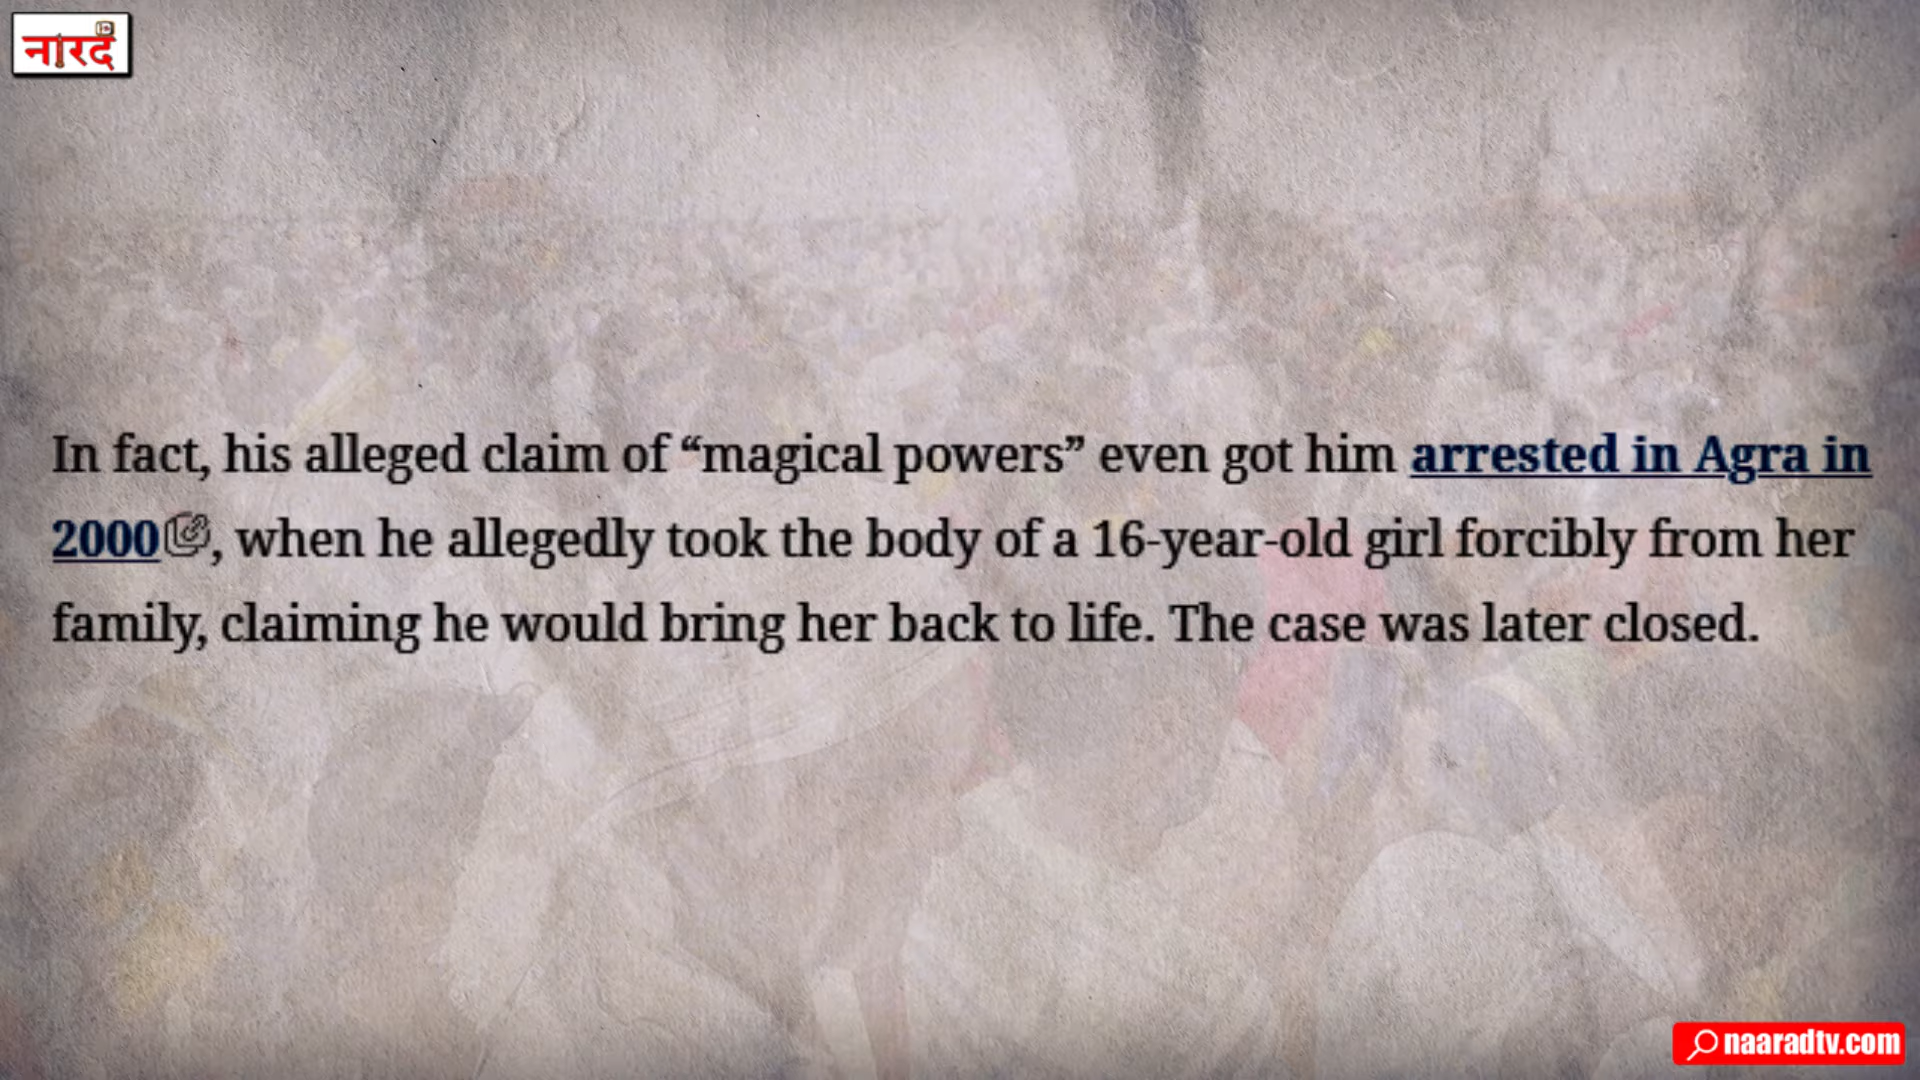 नारद
In fact, his alleged claim of “magical powers” even got him arrested in Agra in
2000, when he allegedly took the body of a 16-year-old girl forcibly from her
family, claiming he would bring her back to life. The case was later closed.
naaradtv.com